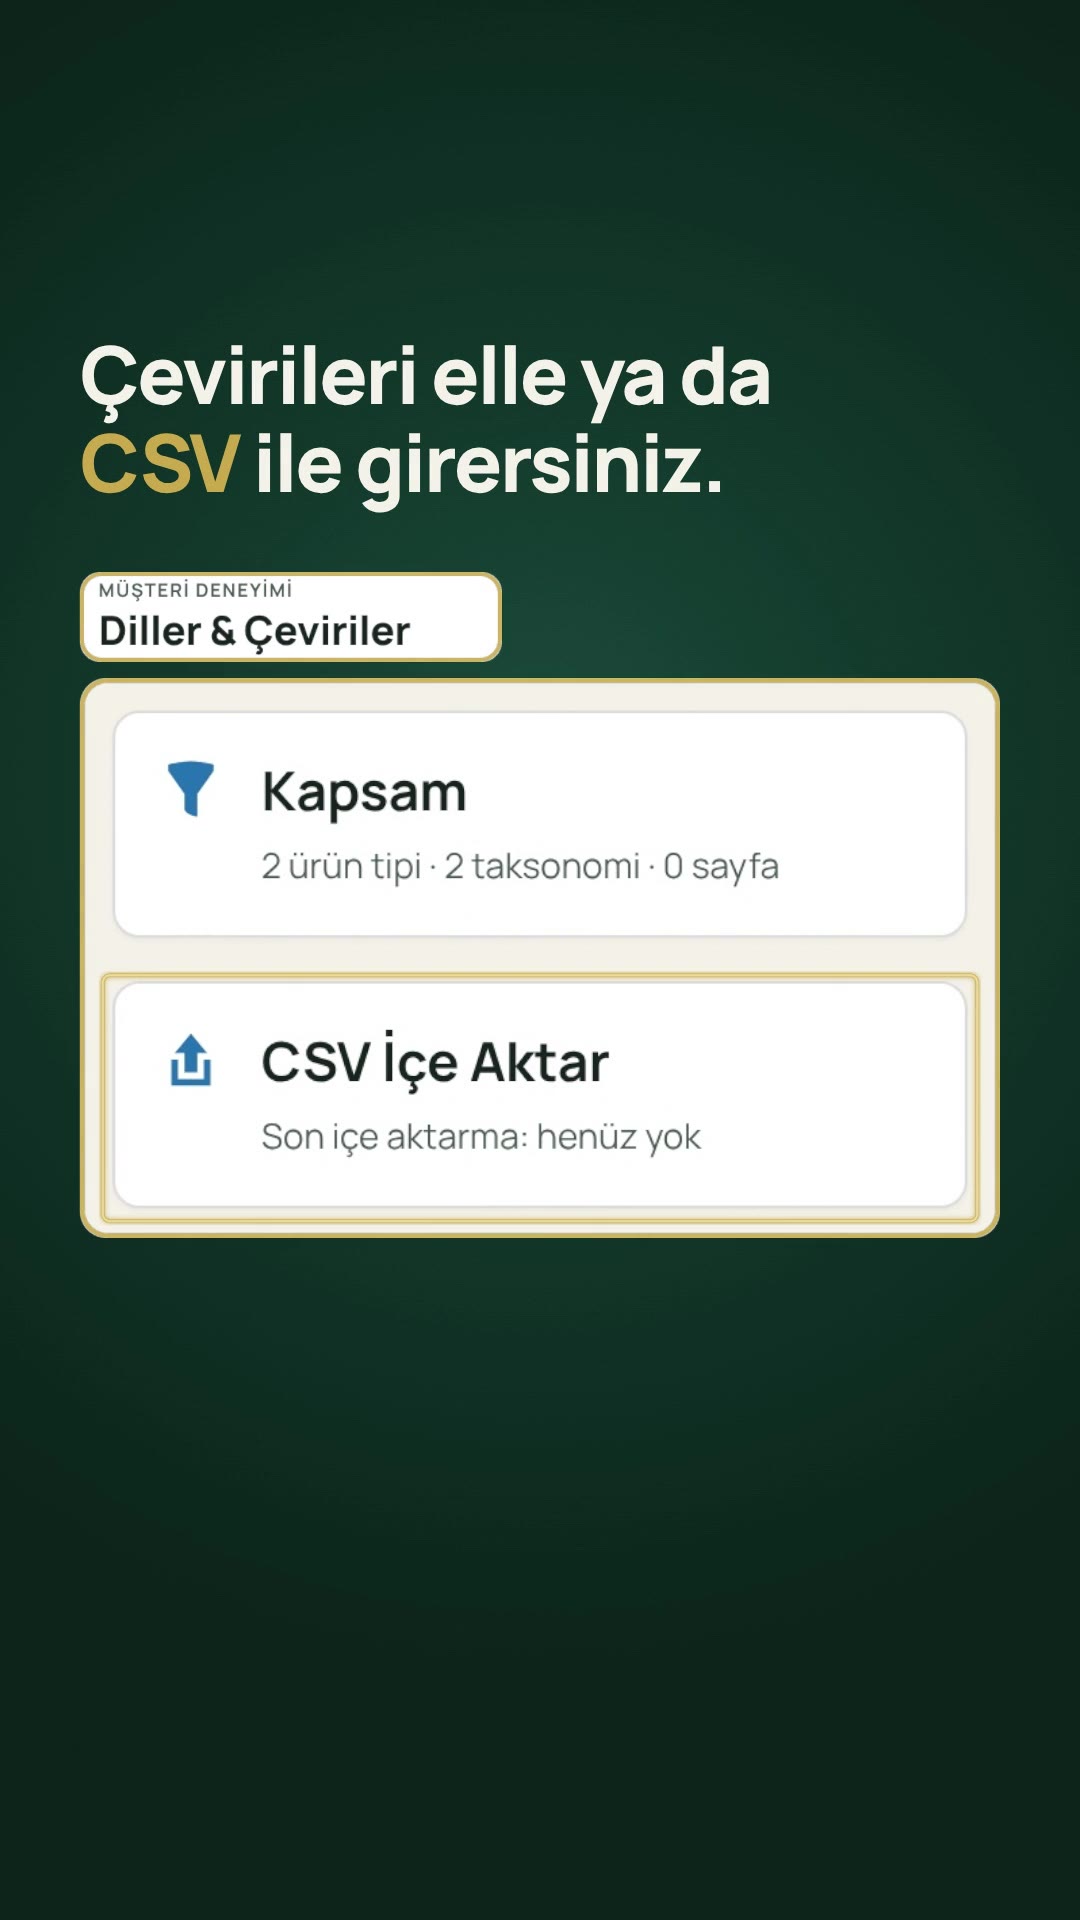 Çevirileri elle ya da
CSV ile girersiniz.
MÜŞTERİ DENEYİMİ
Diller & Çeviriler
Kapsam
2 ürün tipi · 2 taksonomi · 0 sayfa
CSV İçe Aktar
Son içe aktarma: henüz yok